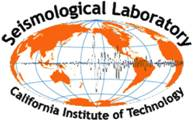 Seismological Laboratory
California Institute of Technology